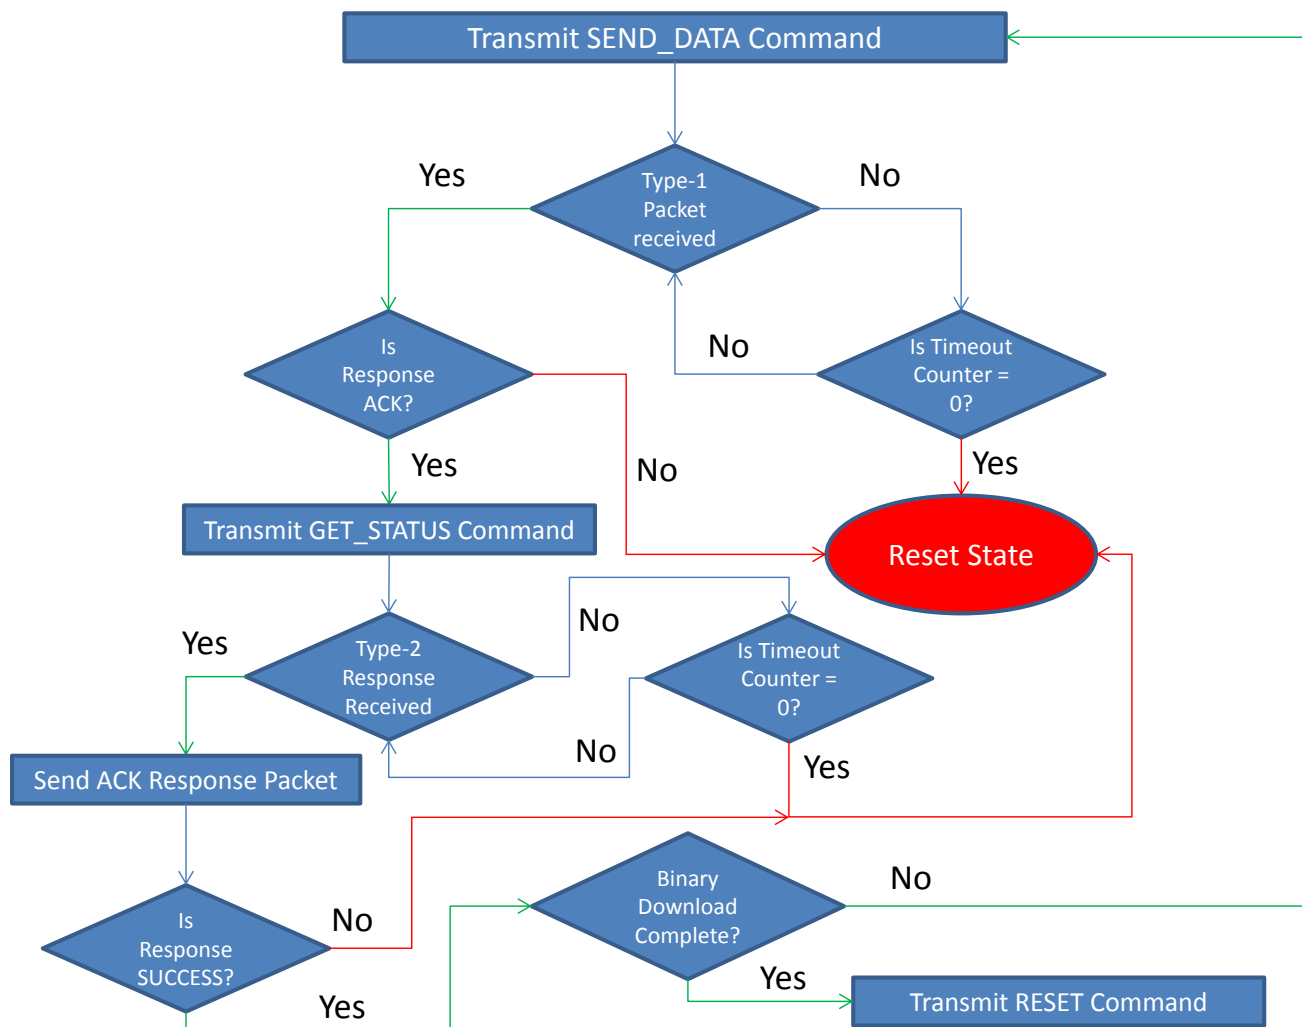 Transmit SEND_DATA Command
Yes
No
Type-1
Packet
received
Is
Response
ACK?
No
Is Timeout
Counter =
0?
Yes
No
Yes
Transmit GET_STATUS Command
Reset State
Yes
No
Type-2
Response
Received
Is Timeout
Counter =
0?
No
Yes
Send ACK Response Packet
Is
Response
SUCCESS?
No
Yes
Binary
Download
Complete?
No
Yes
Transmit RESET Command